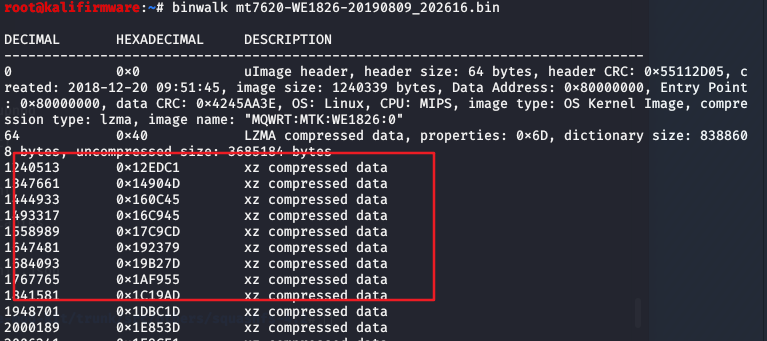 root@kalifirmware:~# binwalk mt7620-WE1826-20190809_202616.bin
DECIMAL HEXADECIMAL DESCRIPTION
--------------------------------------------------------------------------------
0 0×0 uImage header, header size: 64 bytes, header CRC: 0×55112D05, c
reated: 2018-12-20 09:51:45, image size: 1240339 bytes, Data Address: 0×80000000, Entry Point
: 0×80000000, data CRC: 0×4245AA3E, OS: Linux, CPU: MIPS, image type: OS Kernel Image, compre
ssion type: lzma, image name: "MQWRT:MTK:WE1826:0"
64 0×40 LZMA compressed data, properties: 0×6D, dictionary size: 838860
8 bytes, uncompressed size: 3685184 bytes
1240513 0×12EDC1 xz compressed data
1347661 0×14904D xz compressed data
1444933 0×160C45 xz compressed data
1493317 0×16C945 xz compressed data
1558989 0×17C9CD xz compressed data
1647481 0×192379 xz compressed data
1684093 0×19B27D xz compressed data
1767765 0×1AF955 xz compressed data
1841581 0×1C19AD xz compressed data
1948701 0×1DBC1D xz compressed data
2000189 0×1E853D xz compressed data